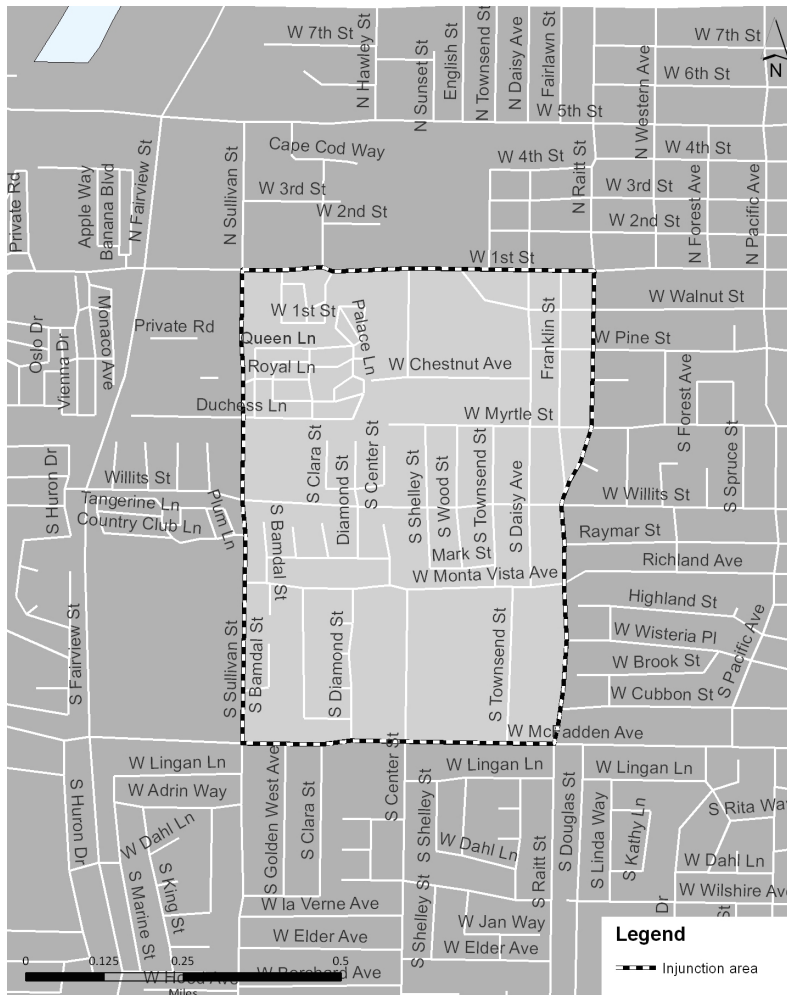 W 7th St
W 7th St
N Hawley St
N Sunset St
English St
N Townsend St
N Daisy Ave
Fairlawn St
N Western Ave
W 6th St
N
W 5th St
Cape Cod Way
W 4th St
W 4th St
N Raitt St
N Fairview St
N Sullivan St
Private Rd
Apple Way
Banana Blvd
W 3rd St
W 3rd St
W 2nd St
W 2nd St
N Forest Ave
N Pacific Ave
W 1st St
W Walnut St
W 1st St
Palace Ln
Franklin St
Monaco Ave
Oslo Dr
Vienna Dr
Private Rd
Queen Ln
W Pine St
Royal Ln
W Chestnut Ave
S Forest Ave
Duchess Ln
W Myrtle St
S Clara St
Diamond St
S Center St
S Shelley St
S Wood St
S Townsend St
S Daisy Ave
S Spruce St
S Huron Dr
Willits St
W Willits St
Tangerine Ln
Plum Ln
Country Club Ln
S Bamdal St
Raymar St
Mark St
Richland Ave
W Monta Vista Ave
Highland St
S Fairview St
S Sullivan St
S Bamdal St
S Diamond St
S Townsend St
W Wisteria Pl
S Pacific Ave
W Brook St
W Cubbon St
W McFadden Ave
W Lingan Ln
W Lingan Ln
W Lingan Ln
S Huron Dr
W Adrin Way
S Golden West Ave
S Clara St
S Center St
S Shelley St
S Douglas St
S Linda Way
S Kathy Ln
S Rita Way
W Dahl Ln
W Dahl Ln
W Dahl Ln
S Raitt St
S Marine St
S King St
W Wilshire Ave
W la Verne Ave
S Shelley St
W Jan Way
Dr
St
W Elder Ave
W Elder Ave
W Hood Ave
W Borchard Ave
0 0.125 0.25 0.5
Miles
Legend
Injunction area